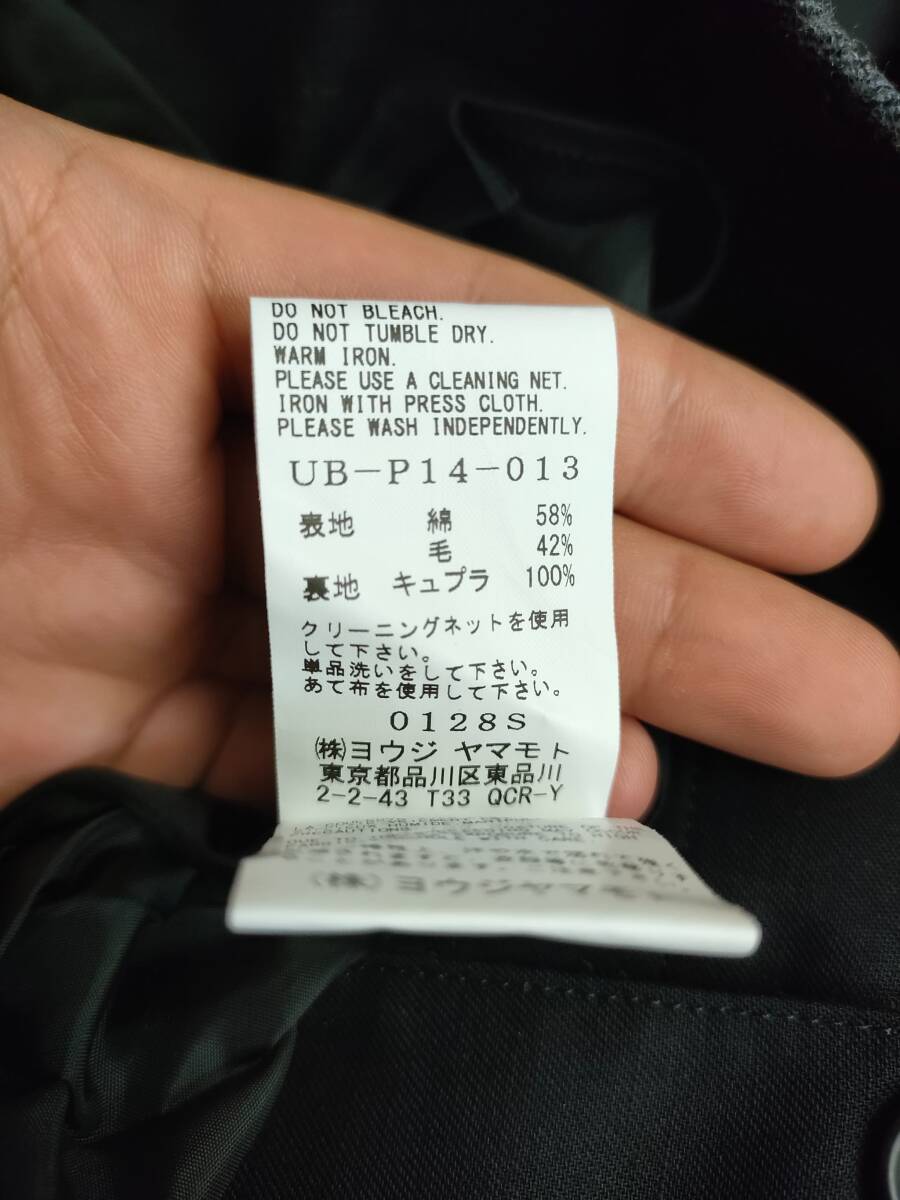 DO NOT BLEACH.
DO NOT TUMBLE DRY.
WARM IRON.
PLEASE USE A CLEANING NET.
IRON WITH PRESS CLOTH.
PLEASE WASH INDEPENDENTLY.
UB-P14-013
表地 綿 58%
毛 42%
裏地 キュプラ 100%
クリーニングネットを使用
して下さい。
単品洗いをして下さい。
あて布を使用して下さい。
0128S
㈱ヨウジ ヤマモト
東京都品川区東品川
2-2-43 T33 QCR-Y
(株)ヨウジヤマモ